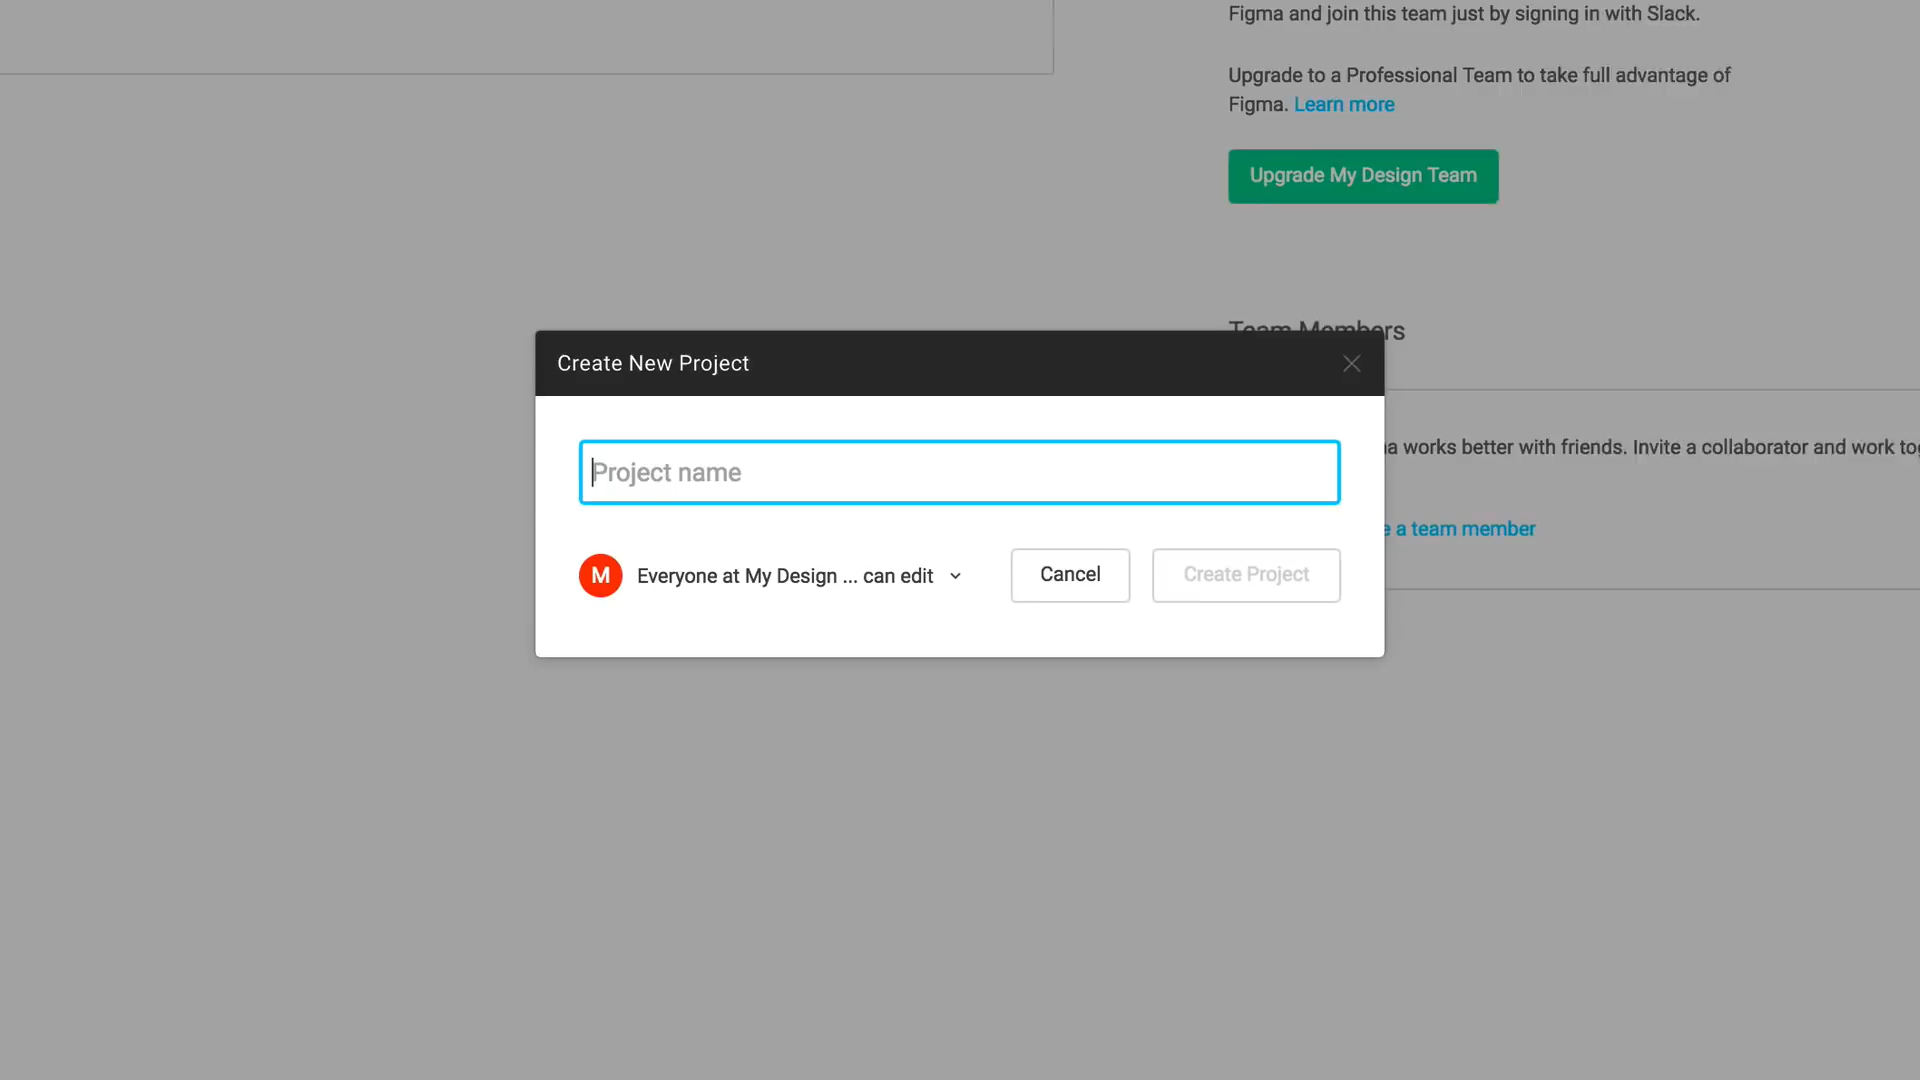 Figma and join this team just by signing in with Slack.
Upgrade to a Professional Team to take full advantage of
Figma. Learn more
Upgrade My Design Team
Team Members
Create New Project
Project name
works better with friends. Invite a collaborator and work
a team member
M
Everyone at My Design ... can edit
Cancel
Create Project